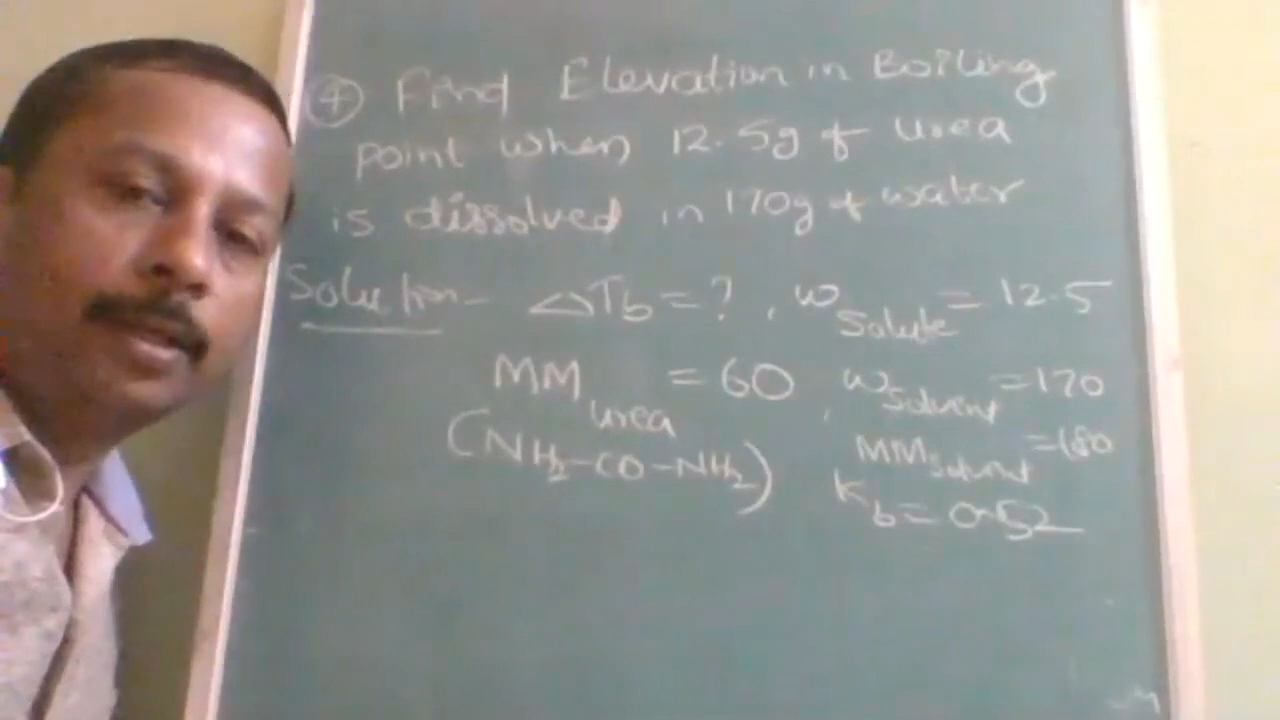 ④ Find Elevation in Boiling
point when 12.5g of urea
is dissolved in 170g of water
Solution- ΔTb = ? , w Solute = 12.5
MM urea = 60 , w Solvent = 170
(NH2-CO-NH2) MM Solvent =
Kb = 0.52